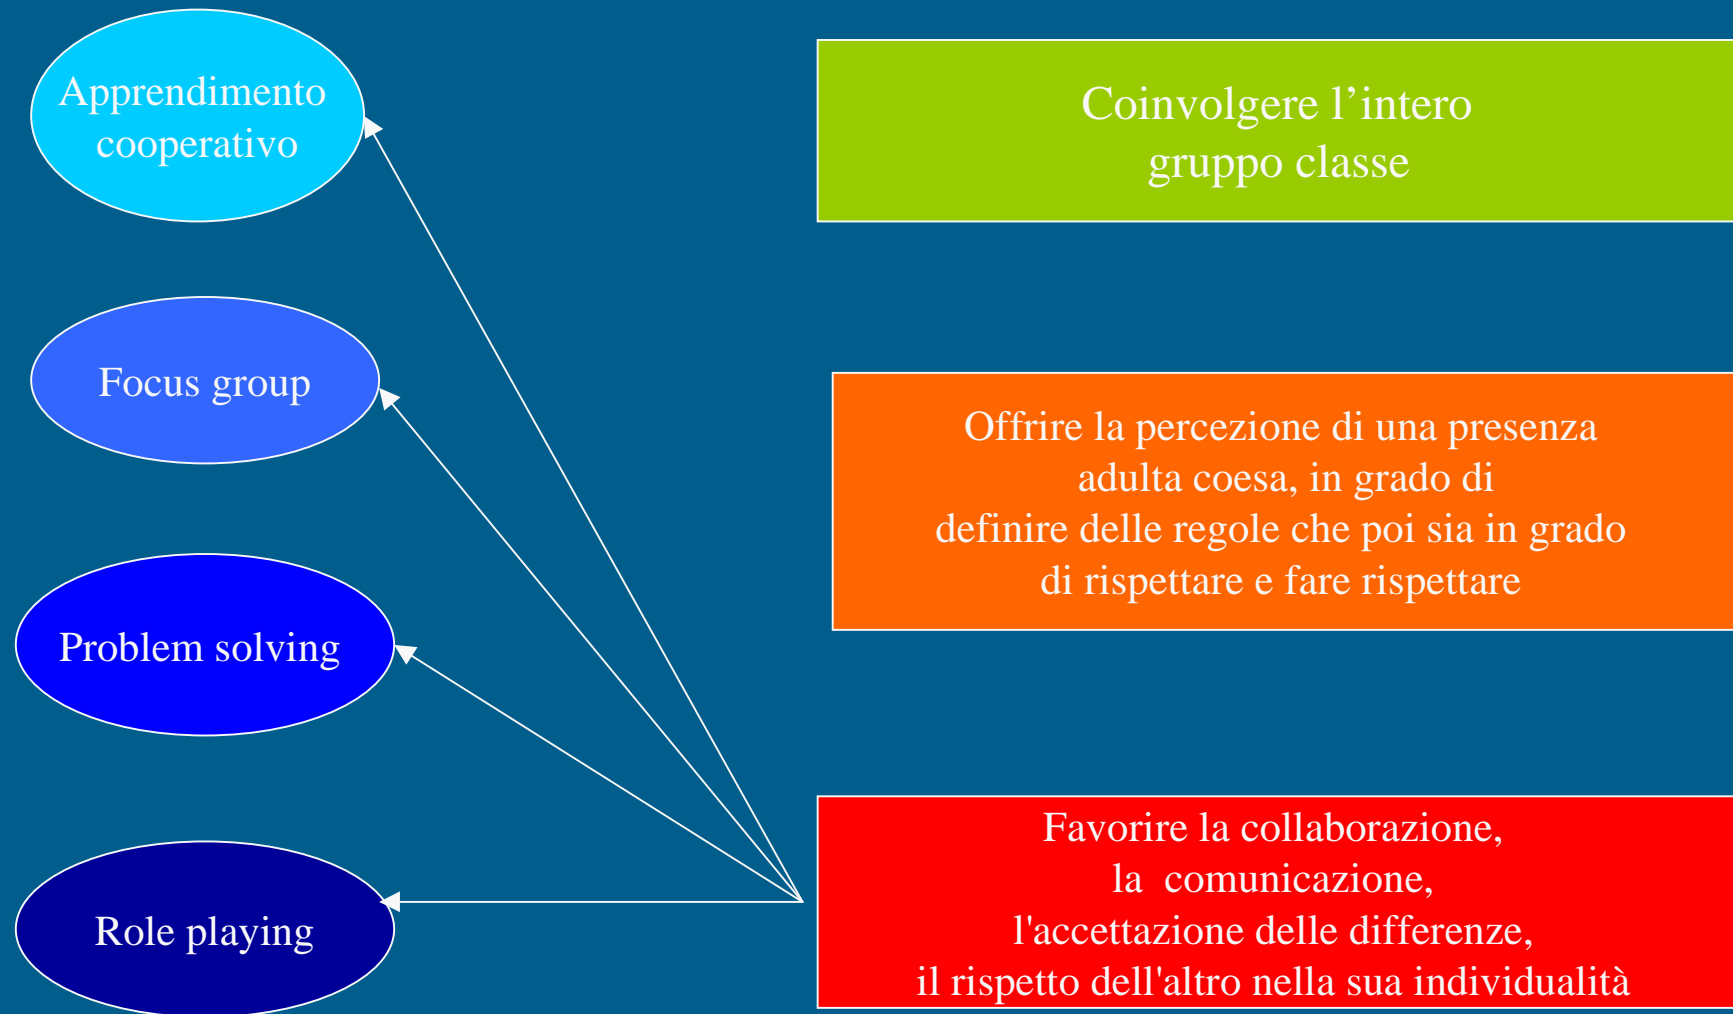 Apprendimento
cooperativo
Coinvolgere l’intero
gruppo classe
Focus group
Offrire la percezione di una presenza
adulta coesa, in grado di
definire delle regole che poi sia in grado
di rispettare e fare rispettare
Problem solving
Favorire la collaborazione,
la  comunicazione,
l'accettazione delle differenze,
il rispetto dell'altro nella sua individualità
Role playing